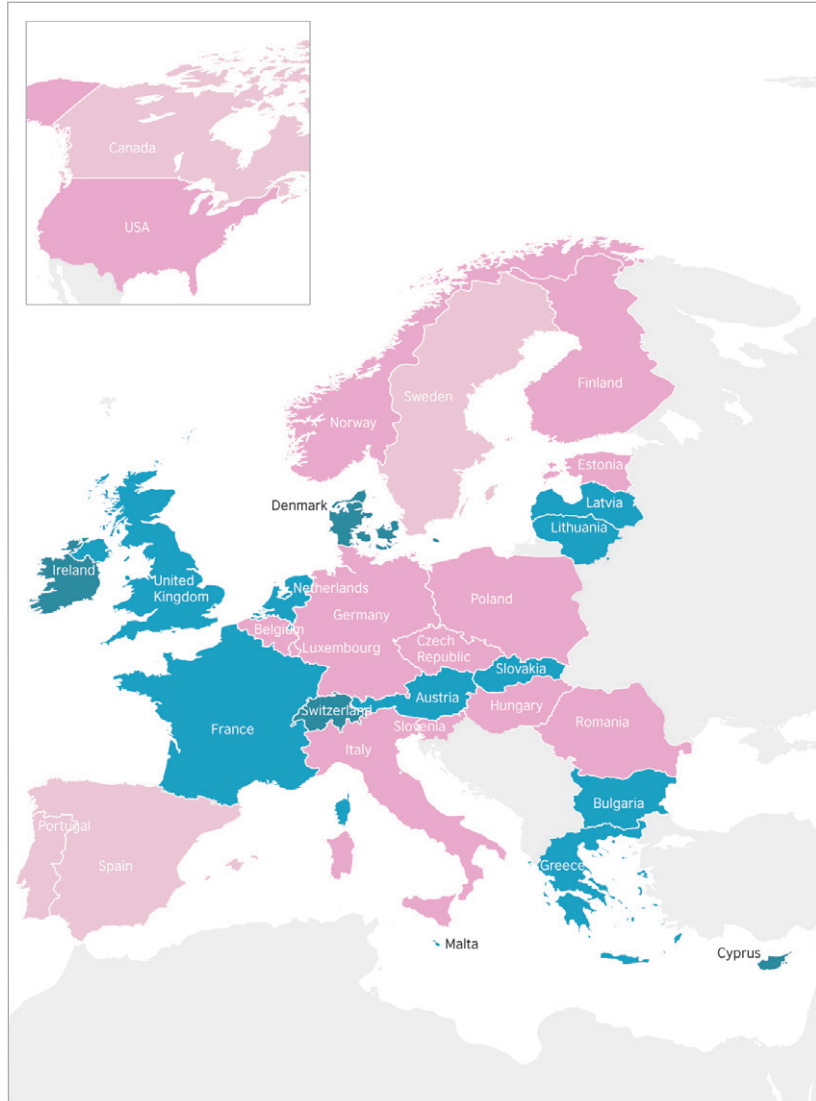 Canada
USA
Finland
Sweden
Norway
Estonia
Denmark
Latvia
Lithuania
Ireland
United
Kingdom
Netherlands
Germany
Poland
Belgium
Luxembourg
Czech
Republic
Slovakia
Austria
Switzerland
Hungary
Romania
France
Slovenia
Italy
Bulgaria
Portugal
Spain
Greece
Malta
Cyprus